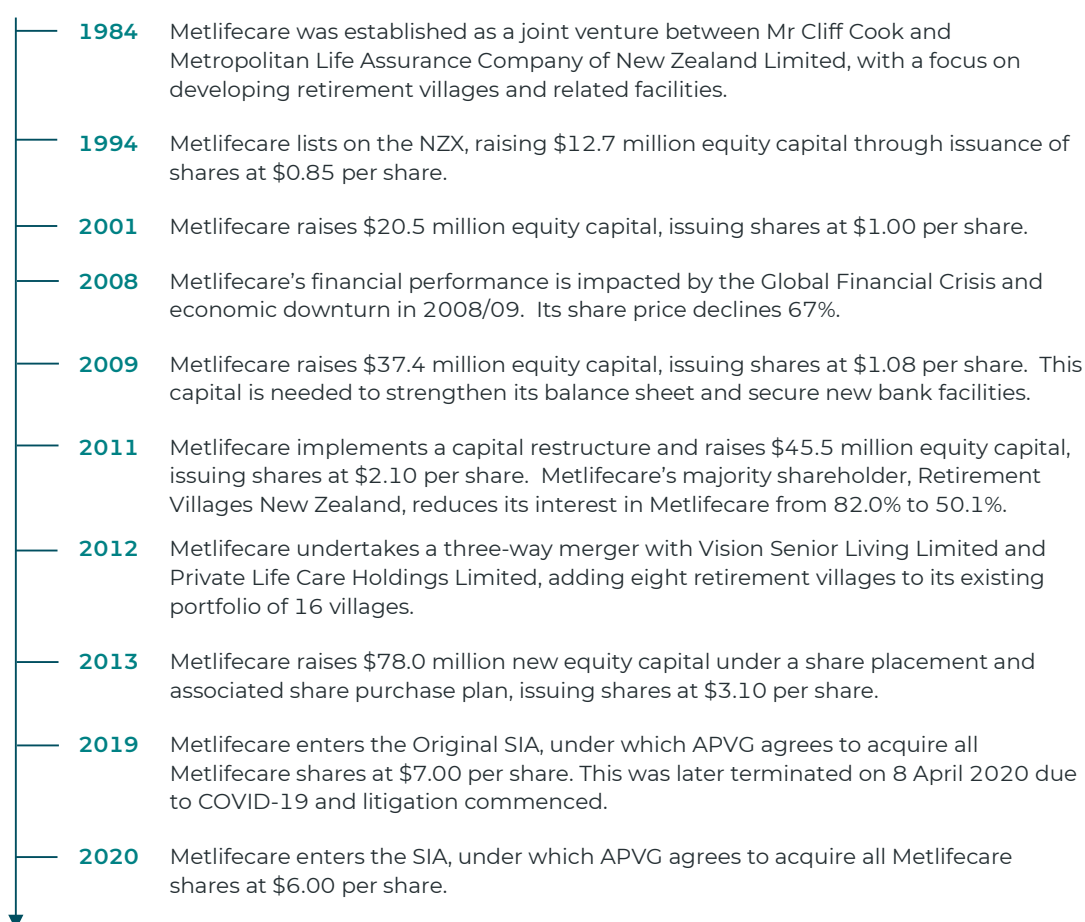 1984 Metlifecare was established as a joint venture between Mr Cliff Cook and
Metropolitan Life Assurance Company of New Zealand Limited, with a focus on
developing retirement villages and related facilities.
1994 Metlifecare lists on the NZX, raising $12.7 million equity capital through issuance of
shares at $0.85 per share.
2001 Metlifecare raises $20.5 million equity capital, issuing shares at $1.00 per share.
2008 Metlifecare’s financial performance is impacted by the Global Financial Crisis and
economic downturn in 2008/09.  Its share price declines 67%.
2009 Metlifecare raises $37.4 million equity capital, issuing shares at $1.08 per share.  This
capital is needed to strengthen its balance sheet and secure new bank facilities.
2011 Metlifecare implements a capital restructure and raises $45.5 million equity capital,
issuing shares at $2.10 per share.  Metlifecare’s majority shareholder, Retirement
Villages New Zealand, reduces its interest in Metlifecare from 82.0% to 50.1%.
2012 Metlifecare undertakes a three-way merger with Vision Senior Living Limited and
Private Life Care Holdings Limited, adding eight retirement villages to its existing
portfolio of 16 villages.
2013 Metlifecare raises $78.0 million new equity capital under a share placement and
associated share purchase plan, issuing shares at $3.10 per share.
2019 Metlifecare enters the Original SIA, under which APVG agrees to acquire all
Metlifecare shares at $7.00 per share. This was later terminated on 8 April 2020 due
to COVID-19 and litigation commenced.
2020 Metlifecare enters the SIA, under which APVG agrees to acquire all Metlifecare
shares at $6.00 per share.